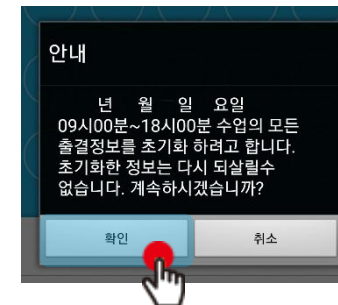 안내
년 월 일 요일
09시00분~18시00분 수업의 모든
출결정보를 초기화 하려고 합니다.
초기화한 정보는 다시 되살릴수
없습니다. 계속하시겠습니까?
확인 취소